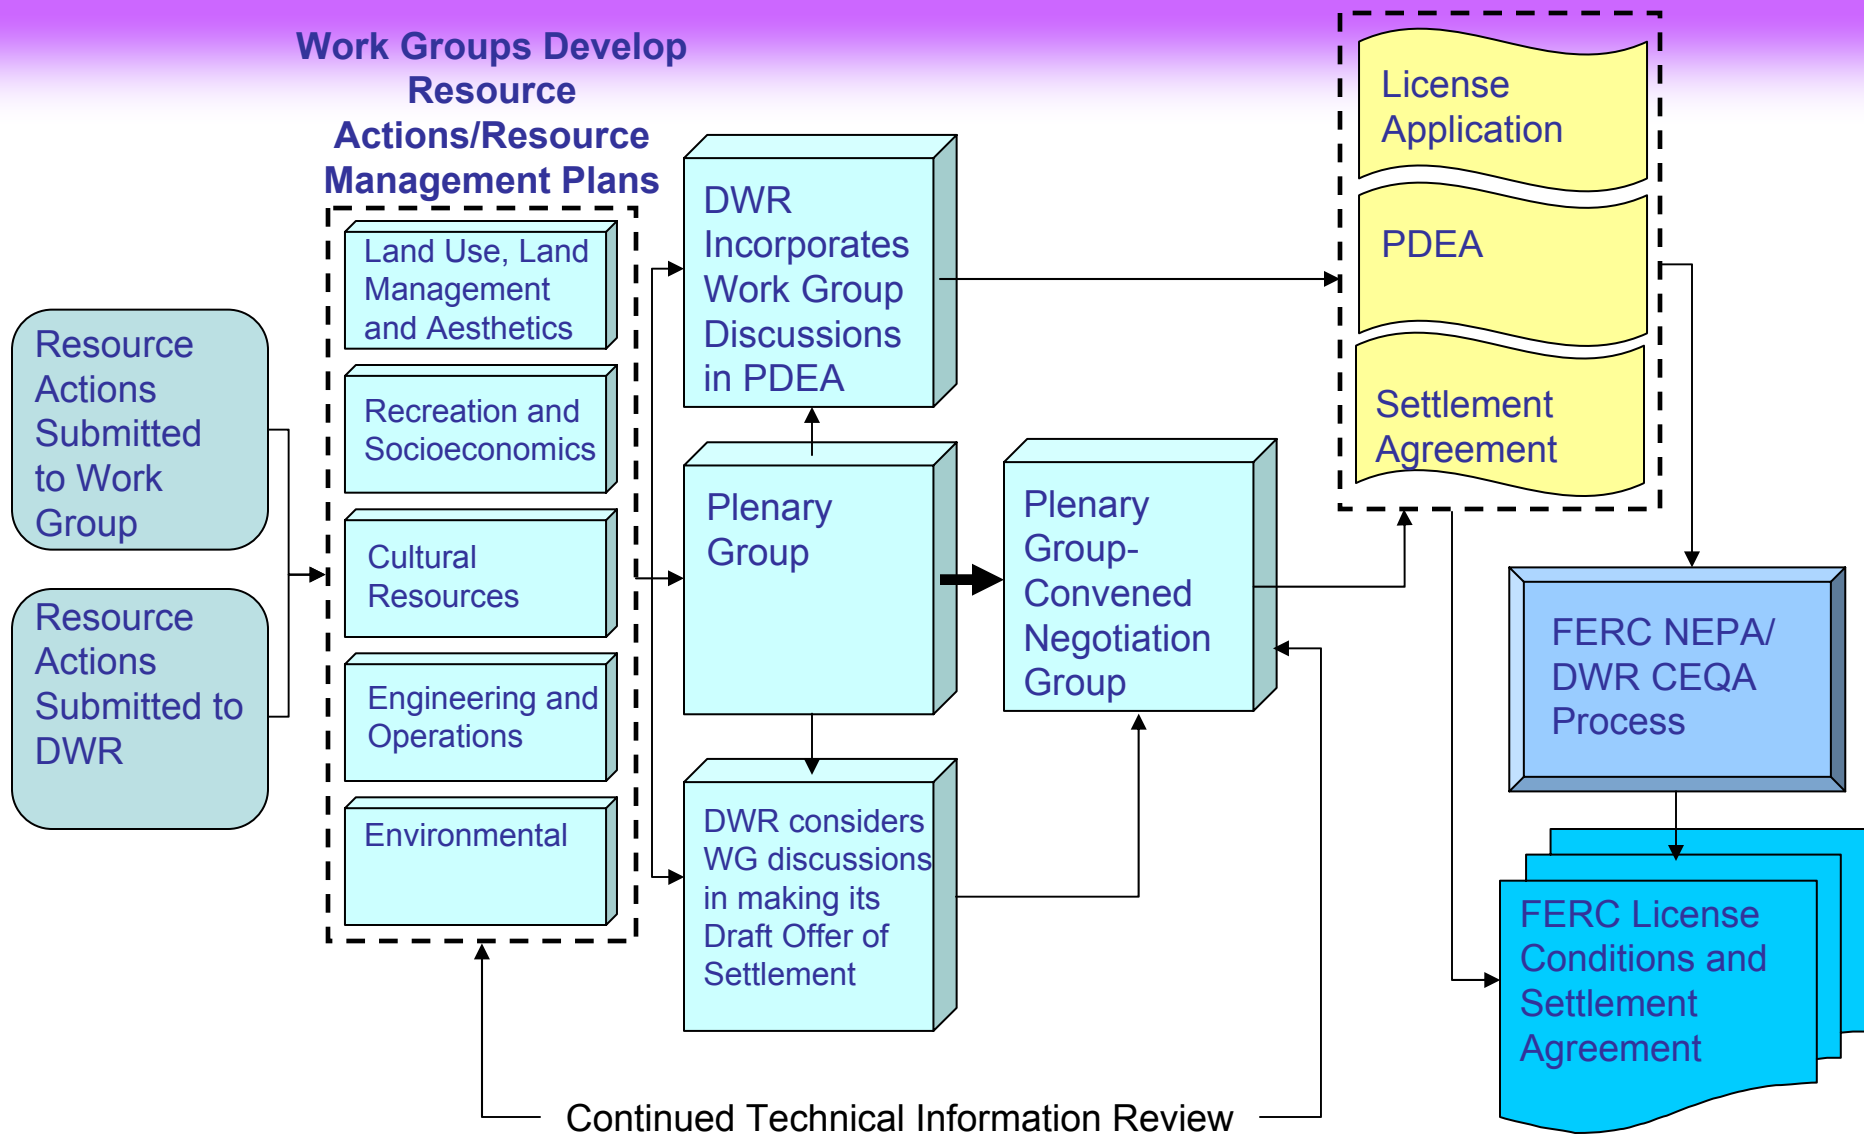 Work Groups Develop
Resource
Actions/Resource
Management Plans
Resource
Actions
Submitted
to Work
Group
Resource
Actions
Submitted to
DWR
Land Use, Land
Management
and Aesthetics
Recreation and
Socioeconomics
Cultural
Resources
Engineering and
Operations
Environmental
DWR
Incorporates
Work Group
Discussions
in PDEA
Plenary
Group
DWR considers
WG discussions
in making its
Draft Offer of
Settlement
Plenary
Group-
Convened
Negotiation
Group
License
Application
PDEA
Settlement
Agreement
FERC NEPA/
DWR CEQA
Process
FERC License
Conditions and
Settlement
Agreement
Continued Technical Information Review